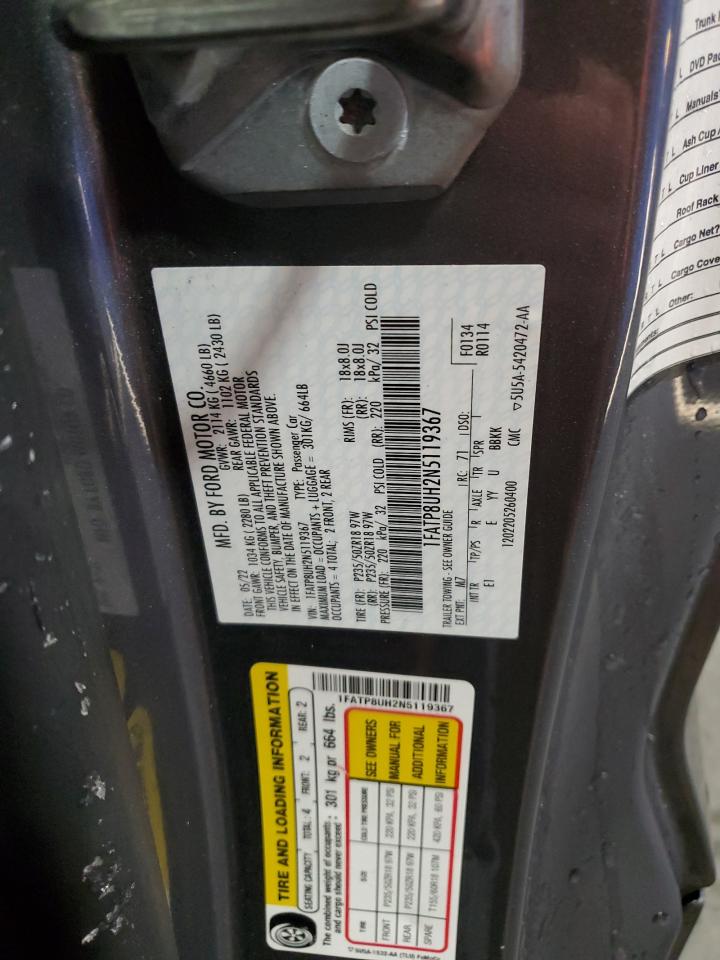 MFD. BY FORD MOTOR CO.
DATE: 05/22 GVWR: 2114 KG ( 4660 LB)
FRONT GAWR: 1034 KG ( 2280 LB) REAR GAWR: 1102 KG ( 2430 LB)
THIS VEHICLE CONFORMS TO ALL APPLICABLE FEDERAL MOTOR
VEHICLE SAFETY, BUMPER, AND THEFT PREVENTION STANDARDS
IN EFFECT ON THE DATE OF MANUFACTURE SHOWN ABOVE.
VIN: 1FATP8UH2N5119367 TYPE: Passenger Car
MAXIMUM LOAD = OCCUPANTS + LUGGAGE = 301KG/ 664LB
OCCUPANTS = 4 TOTAL; 2 FRONT, 2 REAR
TIRE (FR): P235/50ZR18 97W RIMS (FR): 18x8.0J
(RR): P235/50ZR18 97W (RR): 18x8.0J
PRESSURE (FR): 220 kPa/ 32 PSI COLD (RR): 220 kPa/ 32 PSI COLD
1FATP8UH2N5119367
TRAILER TOWING - SEE OWNER GUIDE
F0134
R0114
EXT PNT: M7 RC: 71 DSO:
INT TR TP/PS R AXLE TR SPR
EI E YY U BBKK
1202205260400 CMC ▽5U5A-5420472-AA
TIRE AND LOADING INFORMATION
SEATING CAPACITY TOTAL: 4 FRONT: 2 REAR: 2
The combined weight of occupants
and cargo should never exceed 301 kg or 664 lbs.
1FATP8UH2N5119367
TIRE SIZE COLD TIRE PRESSURE
FRONT P235/50ZR18 97W 220 KPA, 32 PSI
REAR P235/50ZR18 97W 220 KPA, 32 PSI
SPARE T155/60R18 107M 420 KPA, 60 PSI
SEE OWNERS
MANUAL FOR
ADDITIONAL
INFORMATION
5U5A-1532-AA
Trunk
L DVD Pac
L Manuals?
T L Ash Cup
T L Cup Liner
Roof Rack
T L Cargo Net?
T L Cargo Cove
B T L Other: